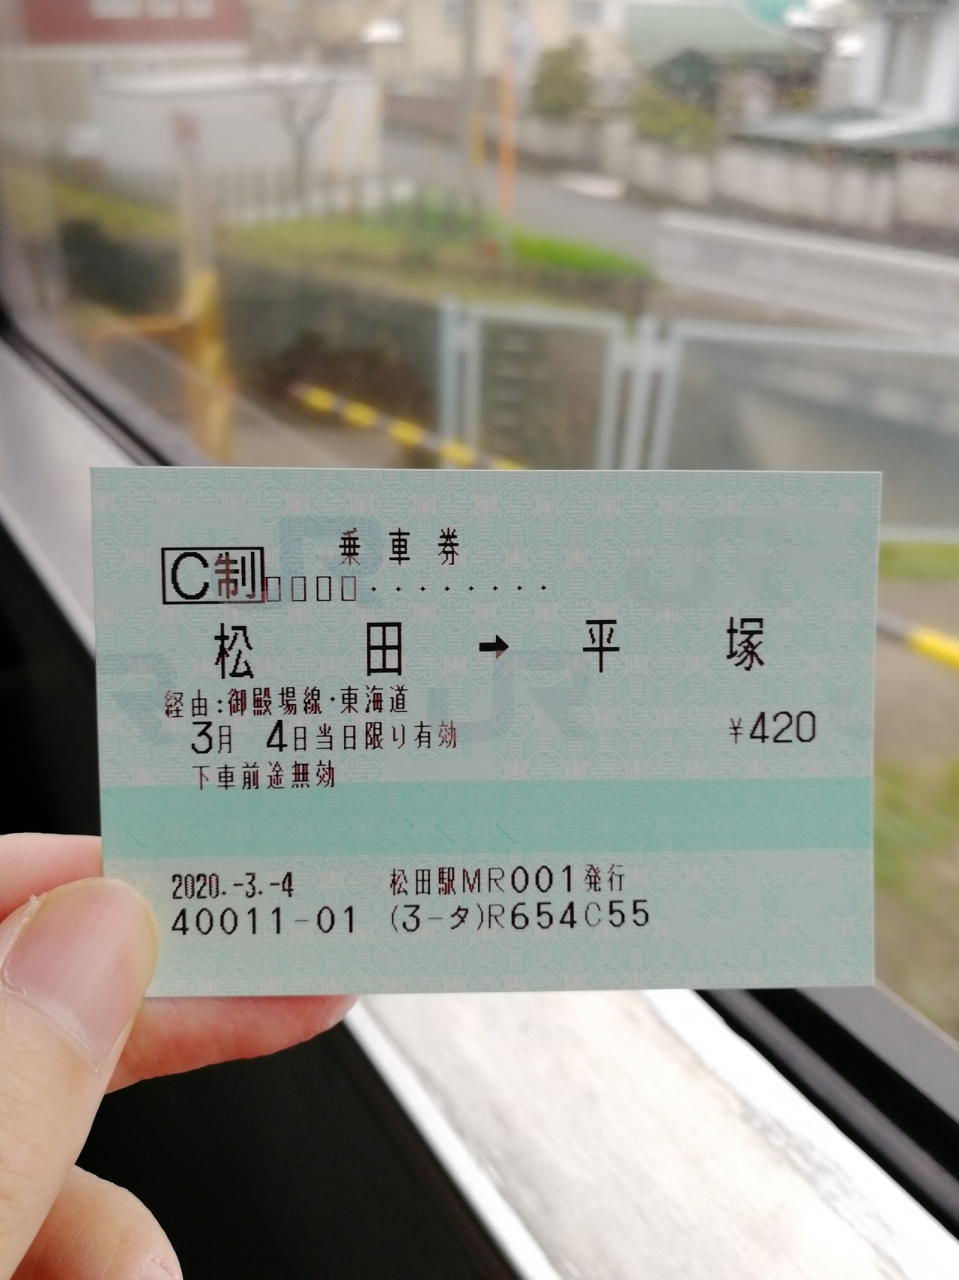 乗車券
C制 □□□□・・・・・・・・
松田 → 平塚
経由:御殿場線・東海道
3月 4日当日限り有効 ¥420
下車前途無効
2020.-3.-4 松田駅MR001発行
40011-01 (3-タ)R654C55